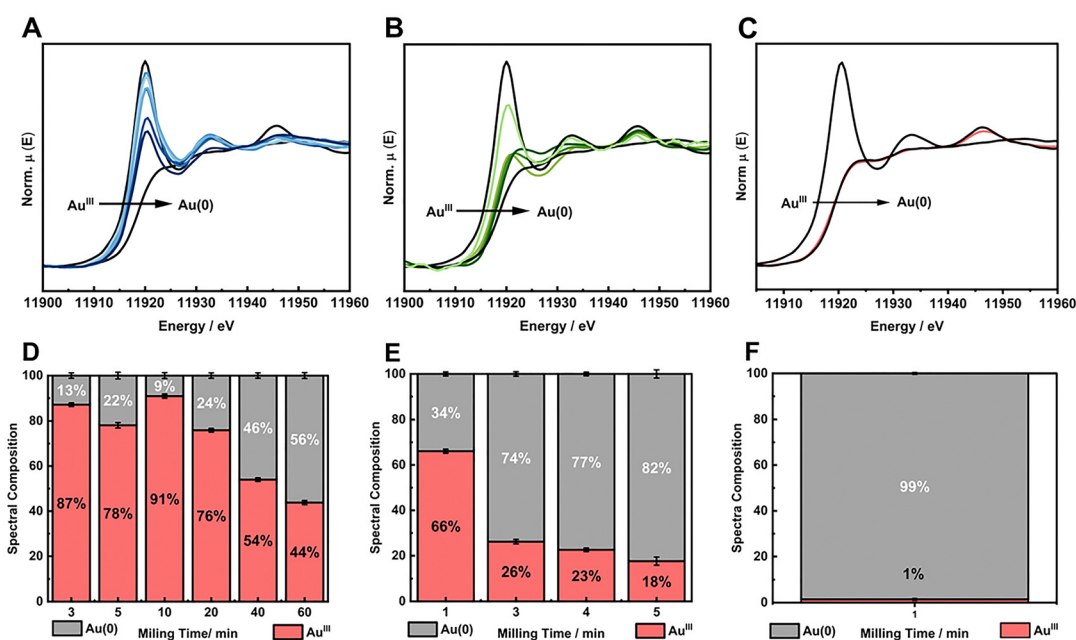 A
B
C
Norm. μ (E)
Au^III
Au(0)
11900 11910 11920 11930 11940 11950 11960
Energy / eV
Norm. μ (E)
Au^III
Au(0)
11900 11910 11920 11930 11940 11950 11960
Energy / eV
Norm μ (E)
Au^III
Au(0)
11910 11920 11930 11940 11950 11960
Energy / eV
D
E
F
Spectral Composition
100
80
60
40
20
0
13% 22% 9% 24% 46% 56%
87% 78% 91% 76% 54% 44%
3 5 10 20 40 60
Au(0) Miling Time/ min Au^III
Spectral Composition
100
80
60
40
20
0
34% 74% 77% 82%
66% 26% 23% 18%
1 3 4 5
Au(0) Milling Time / min Au^III
Spectra Composition
100
80
60
40
20
0
99%
1%
1
Au(0) Milling Time / min Au^III